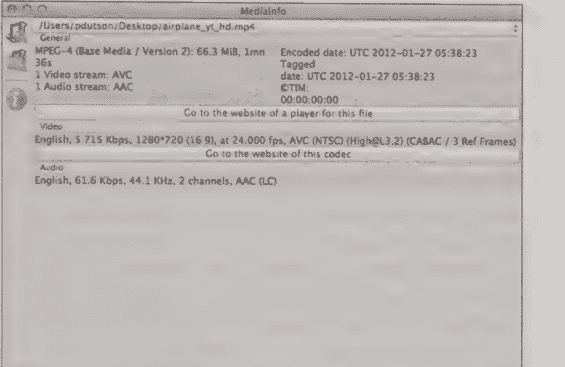 MediaInfo
/Users/pdutson/Desktop/airplane_yt_hd.mp4
General
MPEG-4 (Base Media / Version 2): 66.3 MiB, 1mn
36s
1 Video stream: AVC
1 Audio stream: AAC
Encoded date: UTC 2012-01-27 05:38:23
Tagged
date: UTC 2012-01-27 05:38:23
©TIM:
00:00:00:00
Go to the website of a player for this file
Video
English, 5 715 Kbps, 1280*720 (16:9), at 24.000 fps, AVC (NTSC) (High@L3.2) (CABAC / 3 Ref Frames)
Go to the website of this codec
Audio
English, 61.6 Kbps, 44.1 KHz, 2 channels, AAC (LC)